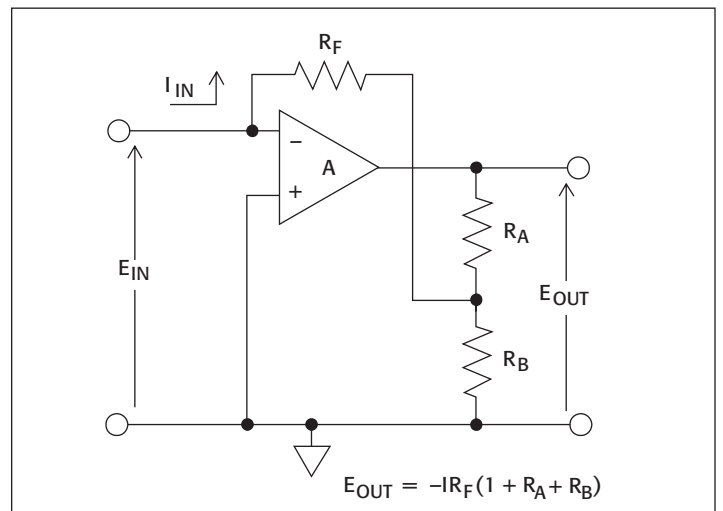 R_F
I_IN
−
A
+
R_A
E_IN
E_OUT
R_B
E_OUT = −IR_F(1 + R_A + R_B)